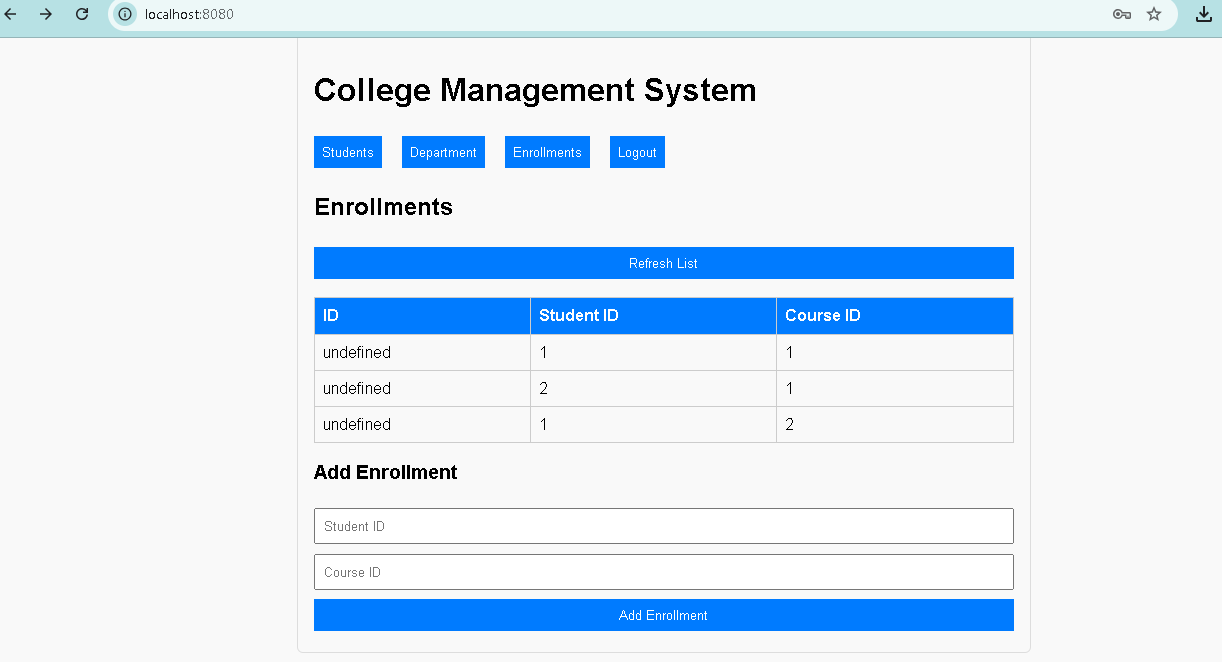 localhost:8080
College Management System
Students Department Enrollments Logout
Enrollments
Refresh List
ID Student ID Course ID
undefined 1 1
undefined 2 1
undefined 1 2
Add Enrollment
Student ID
Course ID
Add Enrollment